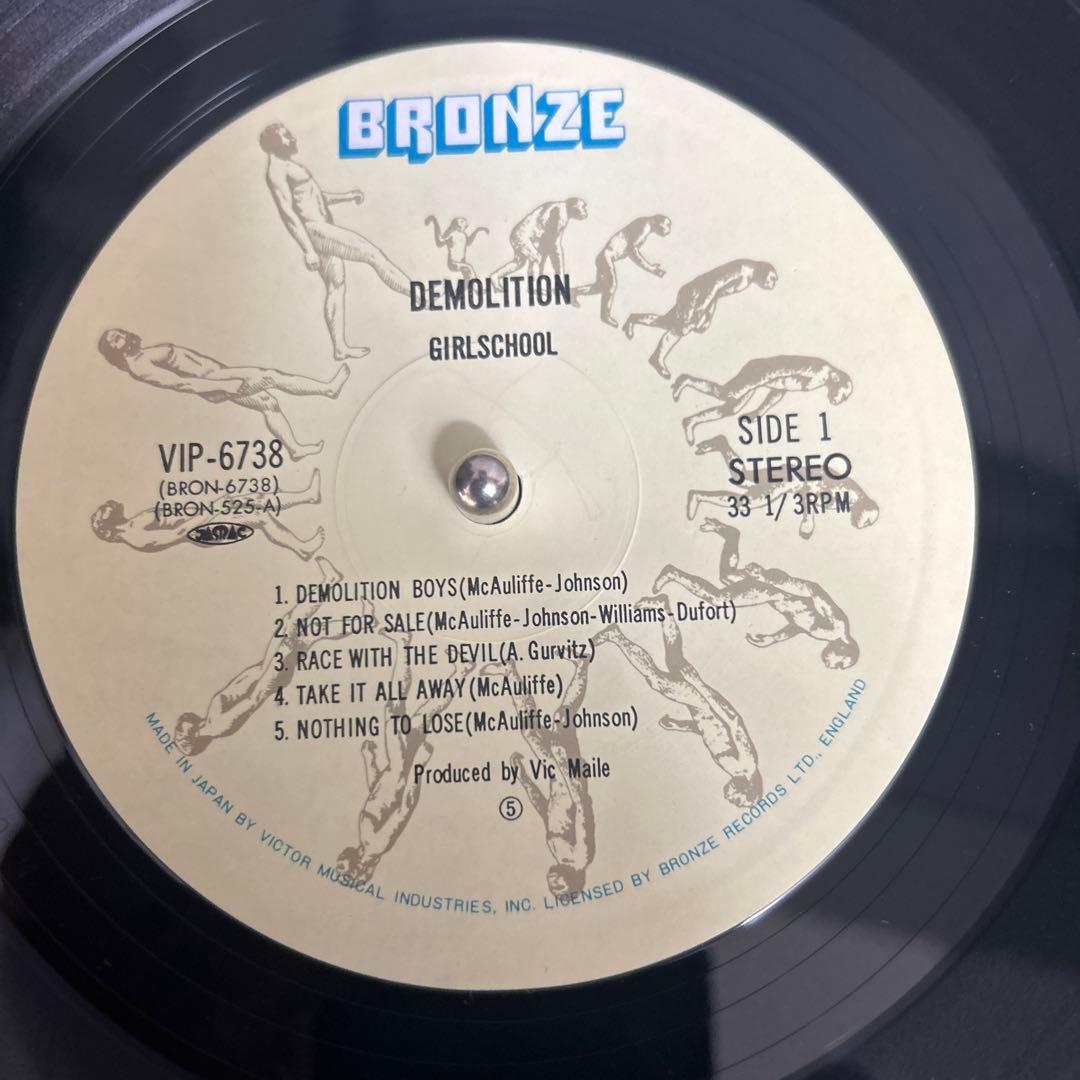 BRONZE
DEMOLITION
GIRLSCHOOL
VIP-6738
(BRON-6738)
(BRON-525-A)
JASRAC
SIDE 1
STEREO
33 1/3RPM
1. DEMOLITION BOYS(McAuliffe-Johnson)
2. NOT FOR SALE(McAuliffe-Johnson-Williams-Dufort)
3. RACE WITH THE DEVIL(A. Gurvitz)
4. TAKE IT ALL AWAY(McAuliffe)
5. NOTHING TO LOSE(McAuliffe-Johnson)
Produced by Vic Maile
⑤
MADE IN JAPAN BY VICTOR MUSICAL INDUSTRIES, INC. LICENSED BY BRONZE RECORDS LTD., ENGLAND